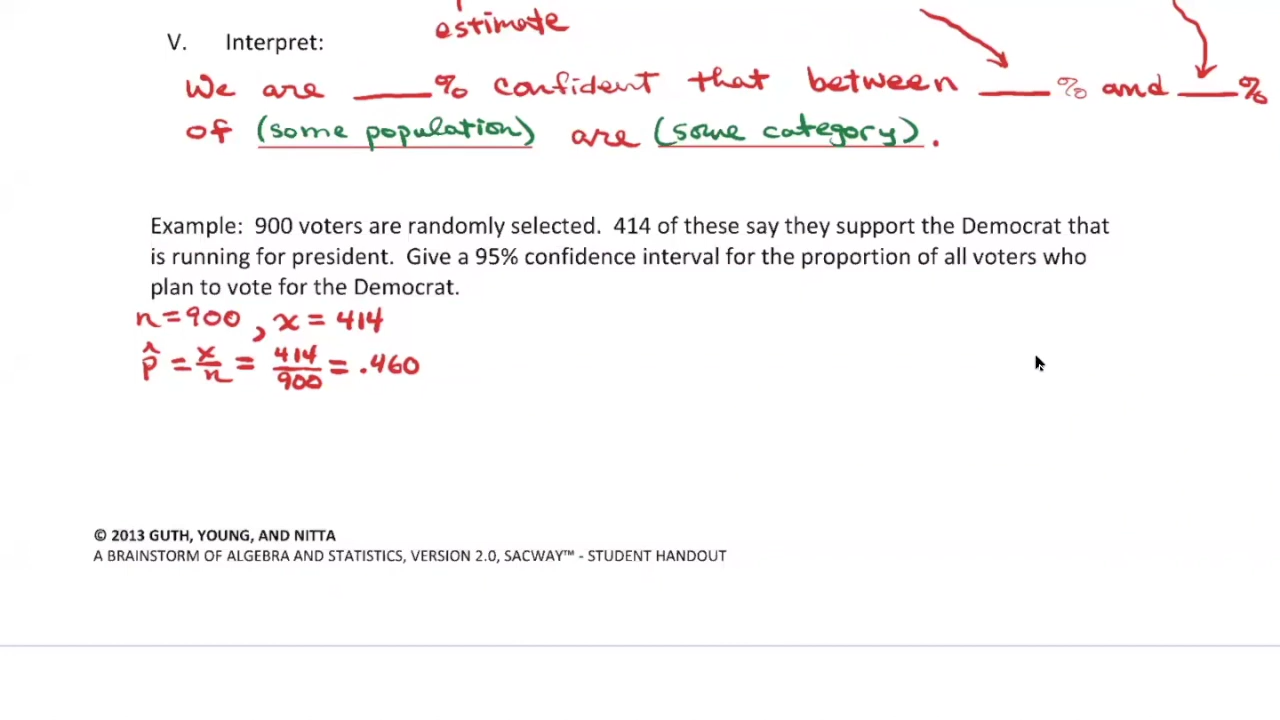 estimate
V. Interpret:
We are ____% confident that between ____% and ____%
of (some population) are (some category).
Example: 900 voters are randomly selected. 414 of these say they support the Democrat that
is running for president. Give a 95% confidence interval for the proportion of all voters who
plan to vote for the Democrat.
n = 900, x = 414
p̂ = x/n = 414/900 = .460
© 2013 GUTH, YOUNG, AND NITTA
A BRAINSTORM OF ALGEBRA AND STATISTICS, VERSION 2.0, SACWAY™ - STUDENT HANDOUT